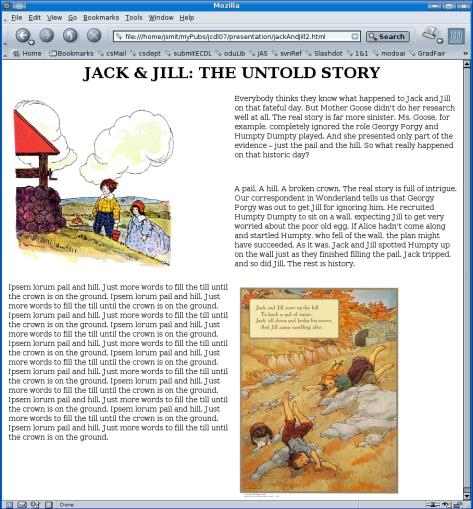 Mozilla
File Edit View Go Bookmarks Tools Window Help
file:///home/jsmit/myPubs/jcdl07/presentation/jackAndJill2.html
Search
Home Bookmarks csMail csdept submitECDL oduLib JAS svnRef Slashdot 1&1 modoai GradFair
JACK & JILL: THE UNTOLD STORY
Everybody thinks they know what happened to Jack and Jill
on that fateful day. But Mother Goose didn't do her research
well at all. The real story is far more sinister. Ms. Goose, for
example, completely ignored the role Georgy Porgy and
Humpty Dumpty played. And she presented only part of the
evidence – just the pail and the hill. So what really happened
on that historic day?
A pail. A hill. A broken crown. The real story is full of intrigue.
Our correspondent in Wonderland tells us that Georgy
Porgy was out to get Jill for ignoring him. He recruited
Humpty Dumpty to sit on a wall, expecting Jill to get very
worried about the poor old egg. If Alice hadn't come along
and startled Humpty, who fell of the wall, the plan might
have succeeded. As it was, Jack and Jill spotted Humpty up
on the wall just as they finished filling the pail. Jack tripped,
and so did Jill. The rest is history.
Ipsem lorum pail and hill. Just more words to fill the till until
the crown is on the ground. Ipsem lorum pail and hill. Just
more words to fill the till until the crown is on the ground.
Ipsem lorum pail and hill. Just more words to fill the till until
the crown is on the ground. Ipsem lorum pail and hill. Just
more words to fill the till until the crown is on the ground.
Ipsem lorum pail and hill. Just more words to fill the till until
the crown is on the ground. Ipsem lorum pail and hill. Just
more words to fill the till until the crown is on the ground.
Ipsem lorum pail and hill. Just more words to fill the till until
the crown is on the ground. Ipsem lorum pail and hill. Just
more words to fill the till until the crown is on the ground.
Ipsem lorum pail and hill. Just more words to fill the till until
the crown is on the ground. Ipsem lorum pail and hill. Just
more words to fill the till until the crown is on the ground.
Ipsem lorum pail and hill. Just more words to fill the till until
the crown is on the ground.
Jack and Jill went up the hill
To fetch a pail of water;
Jack fell down and broke his crown,
And Jill came tumbling after.
Done